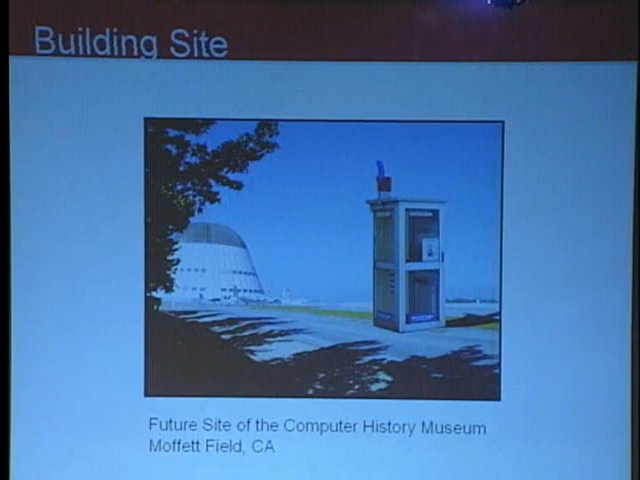 Building Site
Future Site of the Computer History Museum
Moffett Field, CA